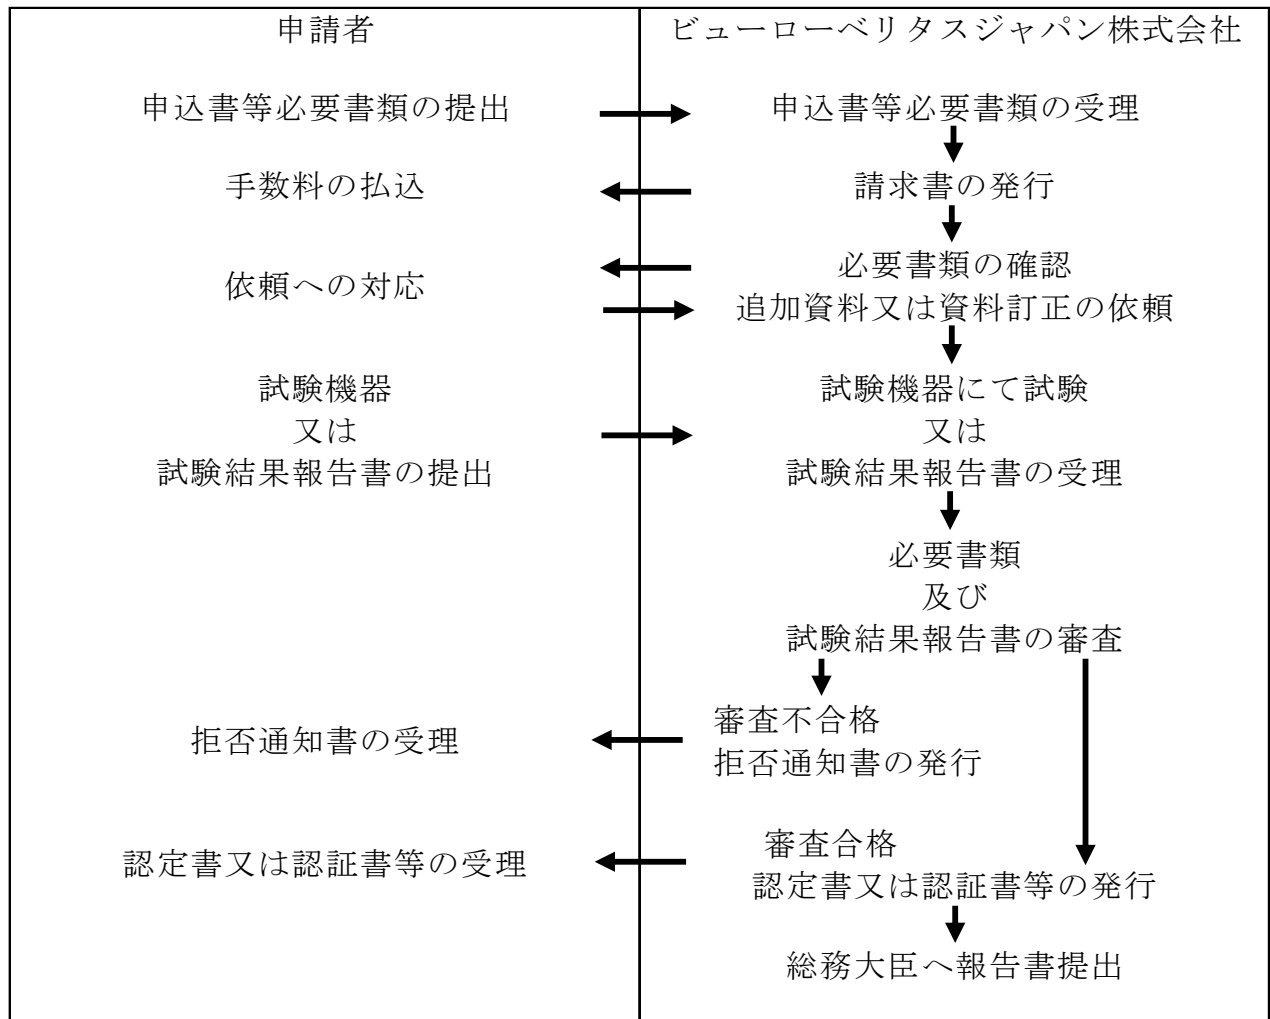 申請者
ビューローベリタスジャパン株式会社
申込書等必要書類の提出
申込書等必要書類の受理
手数料の払込
請求書の発行
依頼への対応
必要書類の確認
追加資料又は資料訂正の依頼
試験機器
又は
試験結果報告書の提出
試験機器にて試験
又は
試験結果報告書の受理
必要書類
及び
試験結果報告書の審査
拒否通知書の受理
審査不合格
拒否通知書の発行
認定書又は認証書等の受理
審査合格
認定書又は認証書等の発行
総務大臣へ報告書提出